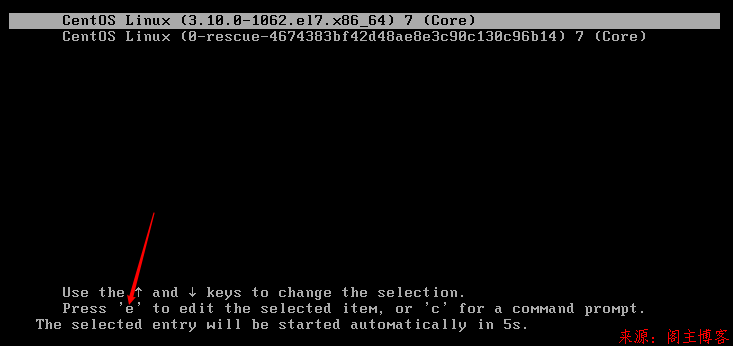 CentOS Linux (3.10.0-1062.el7.x86_64) 7 (Core)
CentOS Linux (0-rescue-4674383bf42d48ae8e3c90c130c96b14) 7 (Core)
Use the ↑ and ↓ keys to change the selection.
Press 'e' to edit the selected item, or 'c' for a command prompt.
The selected entry will be started automatically in 5s.
来源：阁主博客